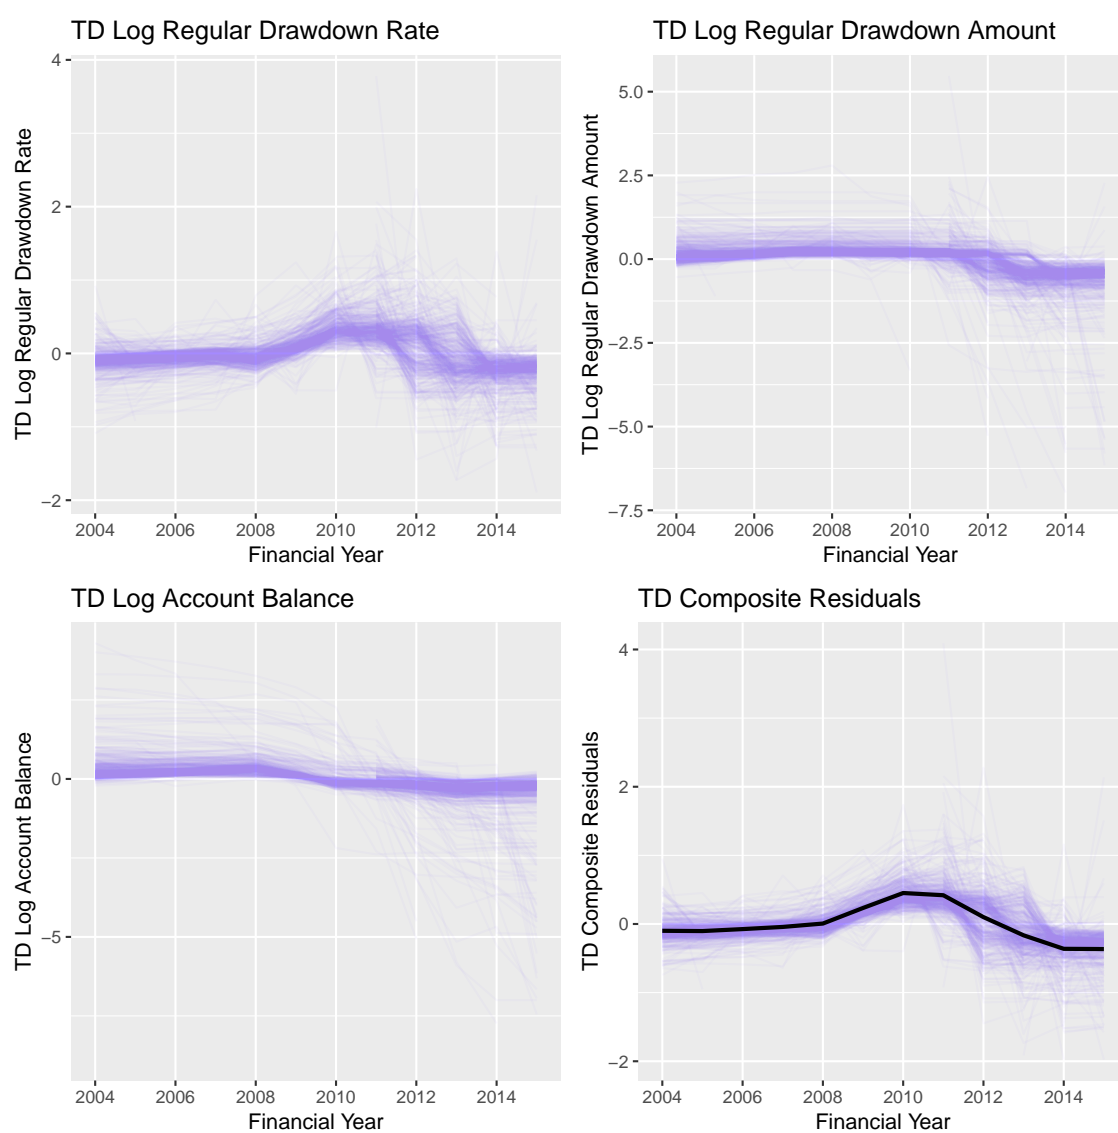 TD Log Regular Drawdown Rate
4
2
0
−2
TD Log Regular Drawdown Rate
2004 2006 2008 2010 2012 2014
Financial Year
TD Log Regular Drawdown Amount
5.0
2.5
0.0
−2.5
−5.0
−7.5
TD Log Regular Drawdown Amount
2004 2006 2008 2010 2012 2014
Financial Year
TD Log Account Balance
0
−5
TD Log Account Balance
2004 2006 2008 2010 2012 2014
Financial Year
TD Composite Residuals
4
2
0
−2
TD Composite Residuals
2004 2006 2008 2010 2012 2014
Financial Year